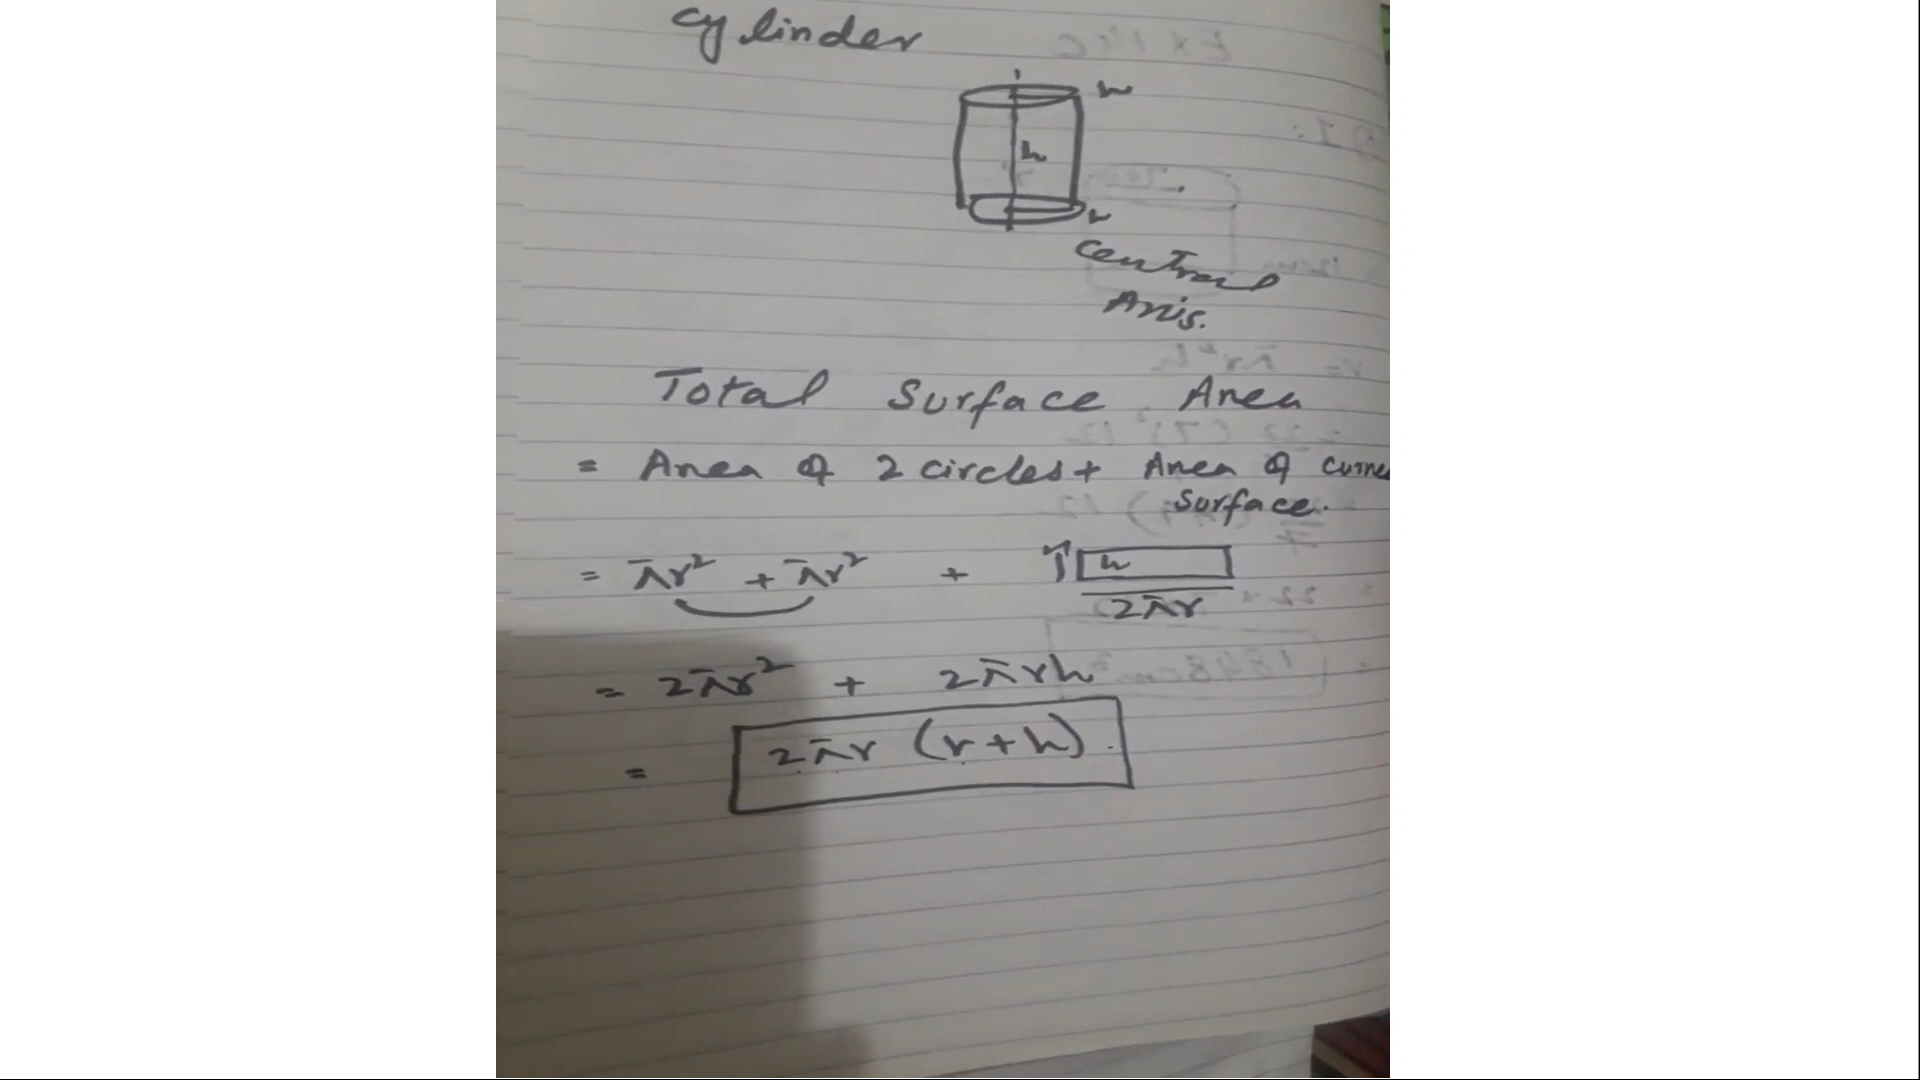 cylinder
r
h
r
Central
Axis.
Total Surface Area
= Area of 2 circles + Area of curve
surface.
= πr² + πr² + h
2πr
= 2πr² + 2πrh
= 2πr (r+h).